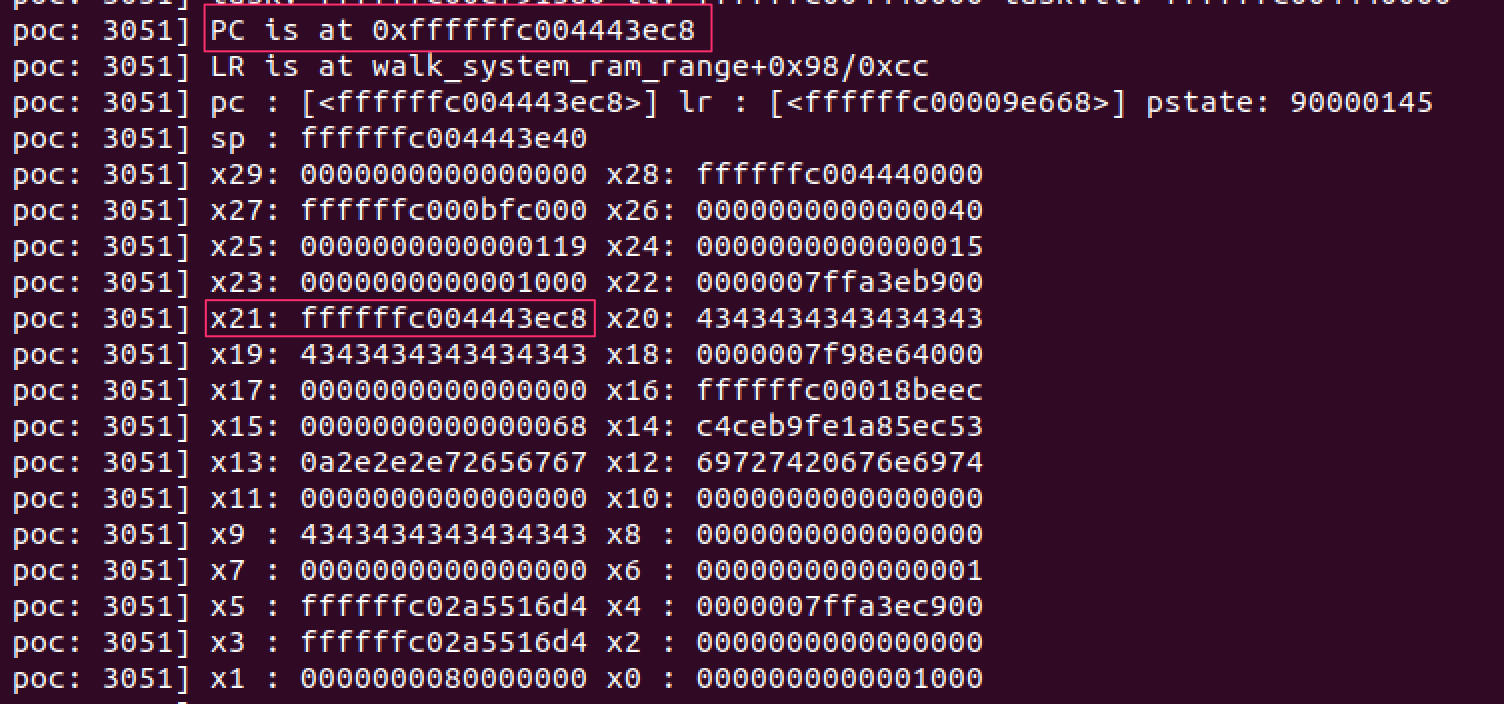 poc: 3051] PC is at 0xffffffc004443ec8
poc: 3051] LR is at walk_system_ram_range+0x98/0xcc
poc: 3051] pc : [<ffffffc004443ec8>] lr : [<ffffffc00009e668>] pstate: 90000145
poc: 3051] sp : ffffffc004443e40
poc: 3051] x29: 0000000000000000 x28: ffffffc004440000
poc: 3051] x27: ffffffc000bfc000 x26: 0000000000000040
poc: 3051] x25: 0000000000000119 x24: 0000000000000015
poc: 3051] x23: 0000000000001000 x22: 0000007ffa3eb900
poc: 3051] x21: ffffffc004443ec8 x20: 4343434343434343
poc: 3051] x19: 4343434343434343 x18: 0000007f98e64000
poc: 3051] x17: 0000000000000000 x16: ffffffc00018beec
poc: 3051] x15: 0000000000000068 x14: c4ceb9fe1a85ec53
poc: 3051] x13: 0a2e2e2e72656767 x12: 69727420676e6974
poc: 3051] x11: 0000000000000000 x10: 0000000000000000
poc: 3051] x9 : 4343434343434343 x8 : 0000000000000000
poc: 3051] x7 : 0000000000000000 x6 : 0000000000000001
poc: 3051] x5 : ffffffc02a5516d4 x4 : 0000007ffa3ec900
poc: 3051] x3 : ffffffc02a5516d4 x2 : 0000000000000000
poc: 3051] x1 : 0000000080000000 x0 : 0000000000001000